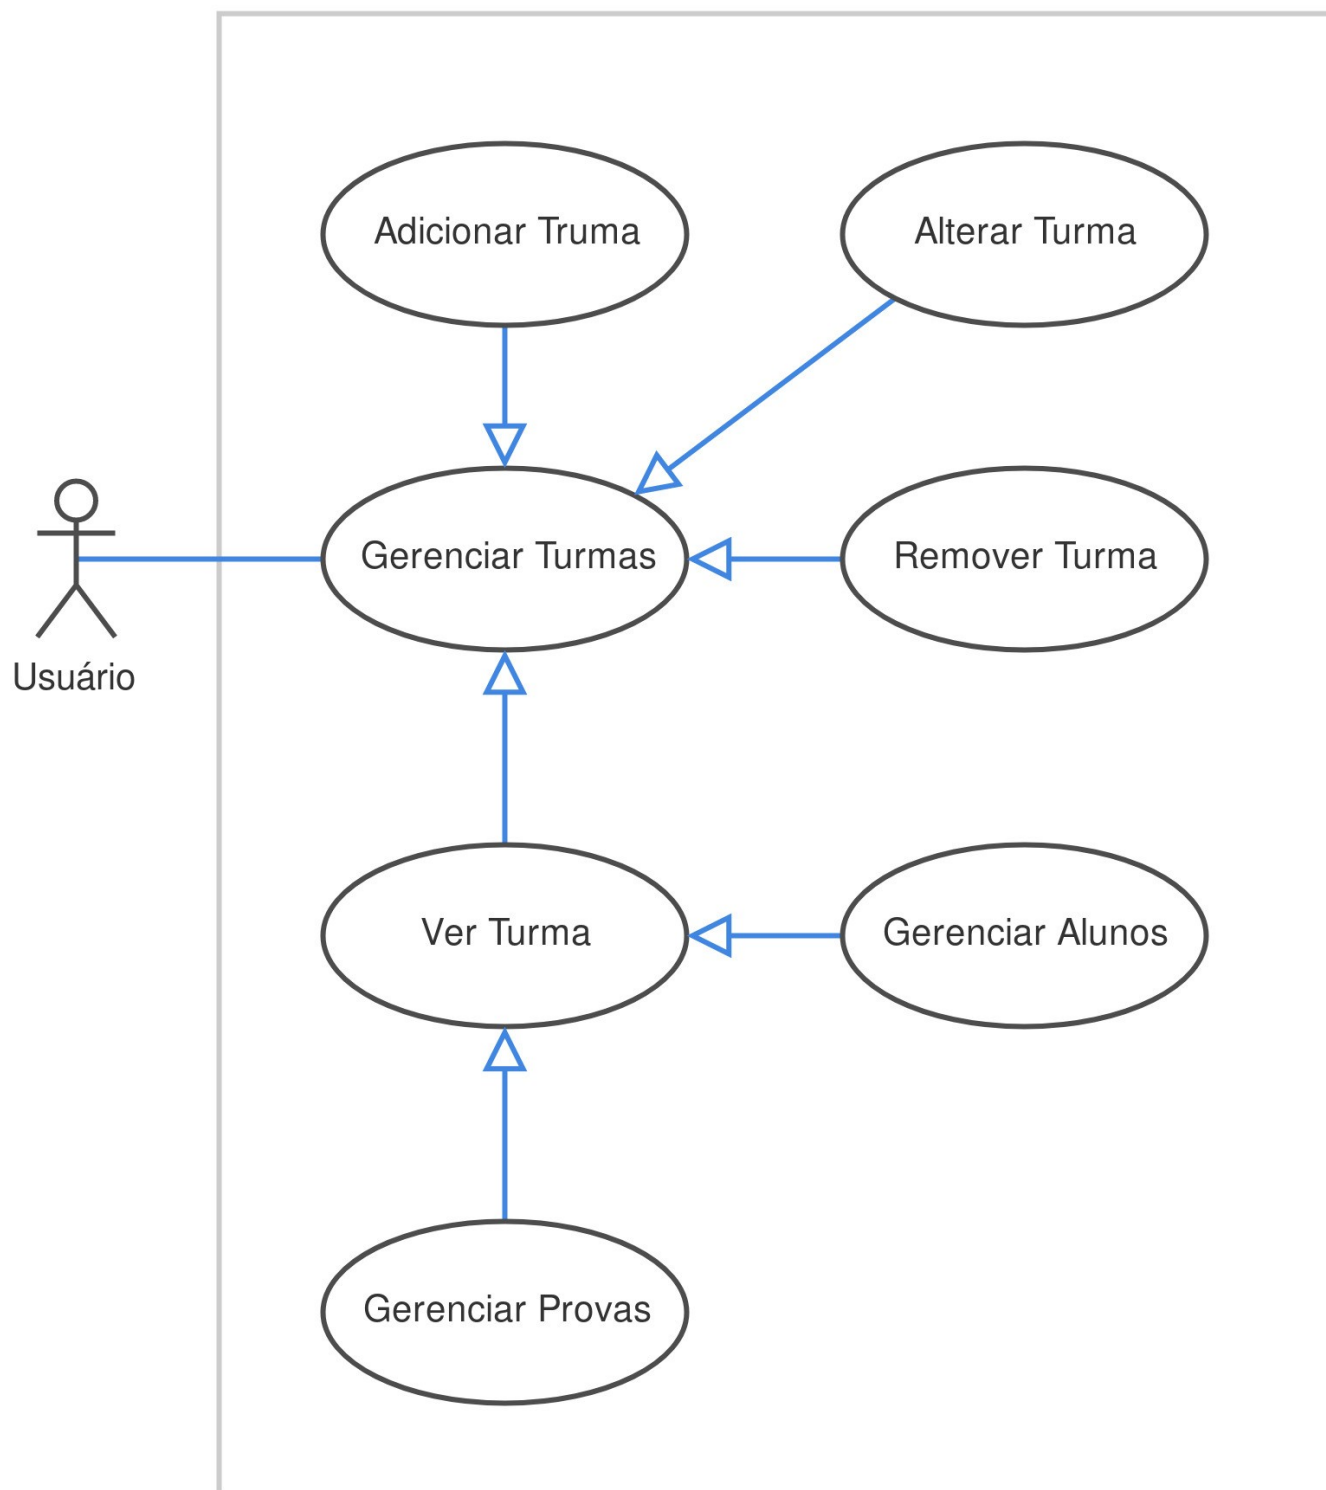 Adicionar Truma
Alterar Turma
Gerenciar Turmas
Remover Turma
Usuário
Ver Turma
Gerenciar Alunos
Gerenciar Provas